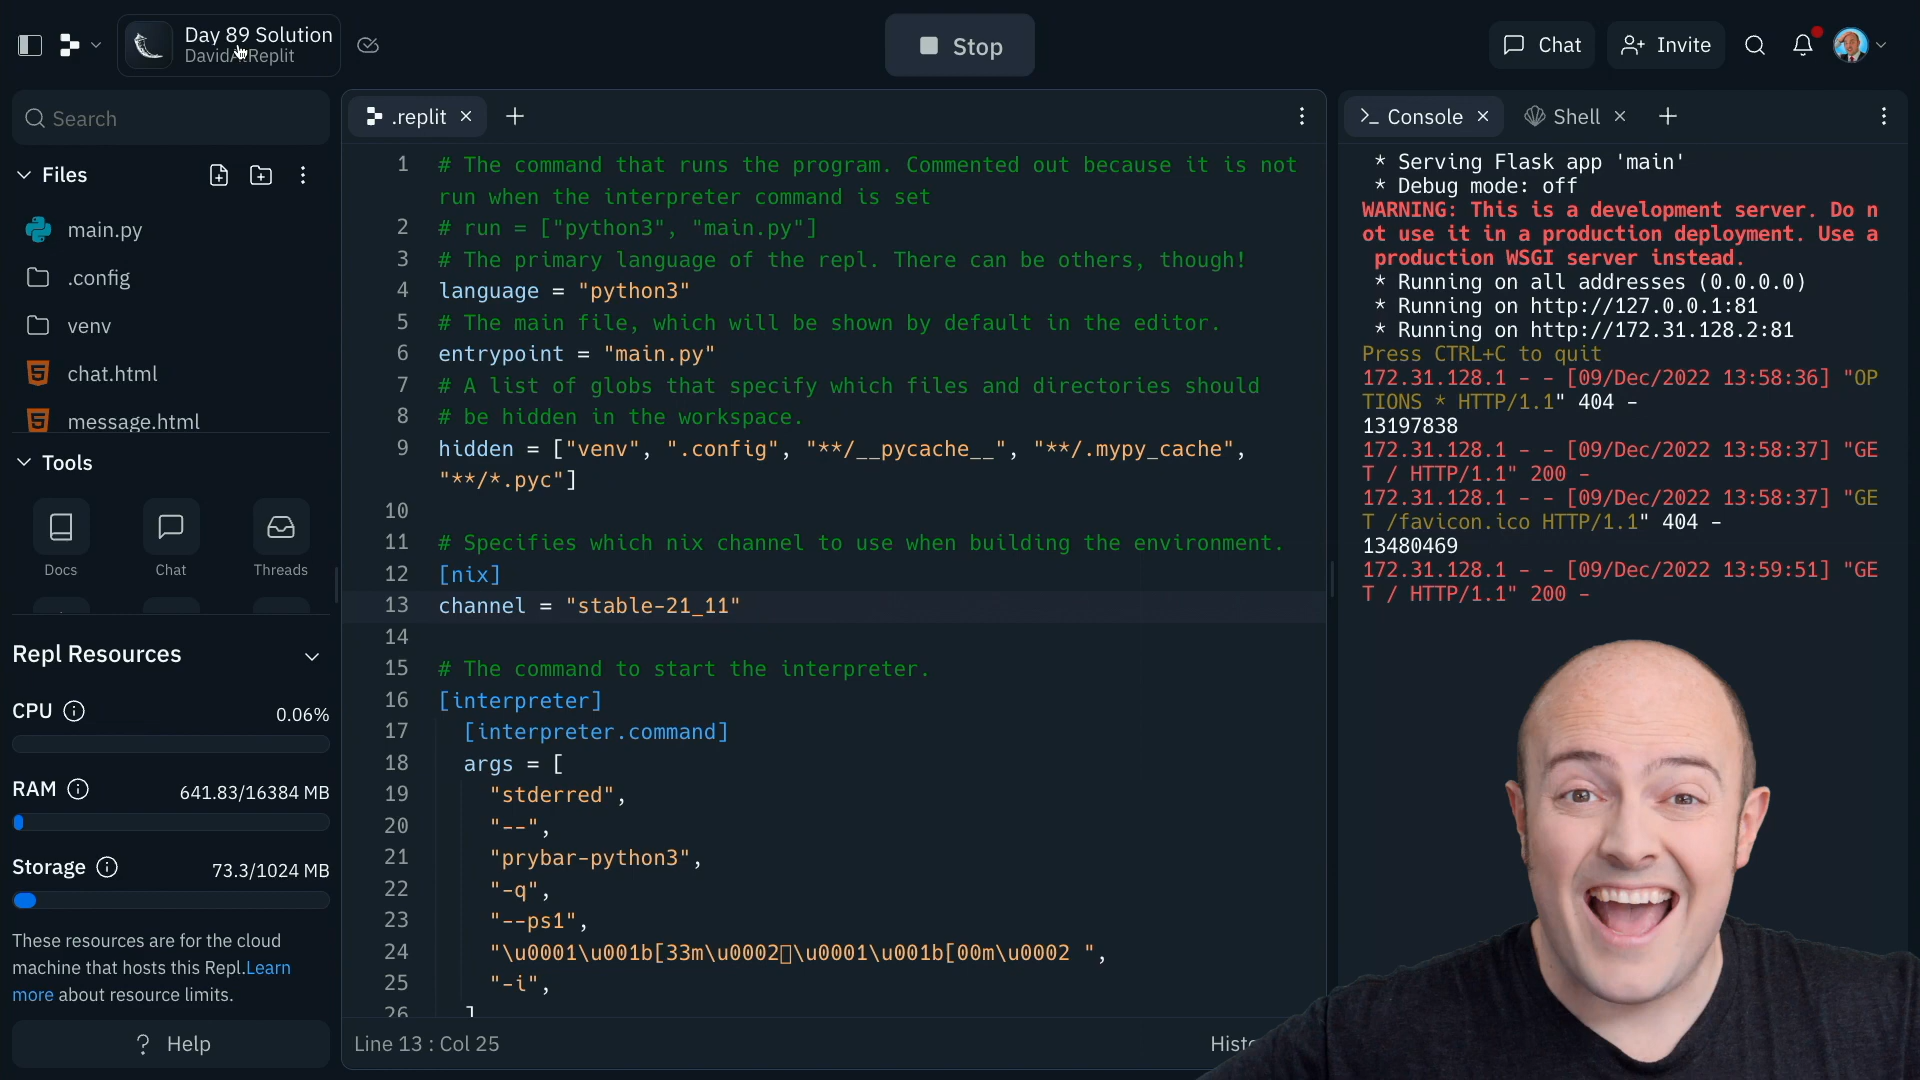 Day 89 Solution
DavidAtReplit
Stop
Chat
Invite
Search
Files
main.py
.config
venv
chat.html
message.html
Tools
Docs
Chat
Threads
Repl Resources
CPU
0.06%
RAM
641.83/16384 MB
Storage
73.3/1024 MB
These resources are for the cloud
machine that hosts this Repl.Learn
more about resource limits.
? Help
.replit
1 # The command that runs the program. Commented out because it is not
run when the interpreter command is set
2 # run = ["python3", "main.py"]
3 # The primary language of the repl. There can be others, though!
4 language = "python3"
5 # The main file, which will be shown by default in the editor.
6 entrypoint = "main.py"
7 # A list of globs that specify which files and directories should
8 # be hidden in the workspace.
9 hidden = ["venv", ".config", "**/__pycache__", "**/.mypy_cache",
"**/*.pyc"]
10
11 # Specifies which nix channel to use when building the environment.
12 [nix]
13 channel = "stable-21_11"
14
15 # The command to start the interpreter.
16 [interpreter]
17 [interpreter.command]
18 args = [
19 "stderred",
20 "--",
21 "prybar-python3",
22 "-q",
23 "--ps1",
24 "\u0001\u001b[33m\u0002▯\u0001\u001b[00m\u0002 ",
25 "-i",
26 ]
Line 13 : Col 25
Console
Shell
* Serving Flask app 'main'
* Debug mode: off
WARNING: This is a development server. Do n
ot use it in a production deployment. Use a
production WSGI server instead.
* Running on all addresses (0.0.0.0)
* Running on http://127.0.0.1:81
* Running on http://172.31.128.2:81
Press CTRL+C to quit
172.31.128.1 - - [09/Dec/2022 13:58:36] "OP
TIONS * HTTP/1.1" 404 -
13197838
172.31.128.1 - - [09/Dec/2022 13:58:37] "GE
T / HTTP/1.1" 200 -
172.31.128.1 - - [09/Dec/2022 13:58:37] "GE
T /favicon.ico HTTP/1.1" 404 -
13480469
172.31.128.1 - - [09/Dec/2022 13:59:51] "GE
T / HTTP/1.1" 200 -